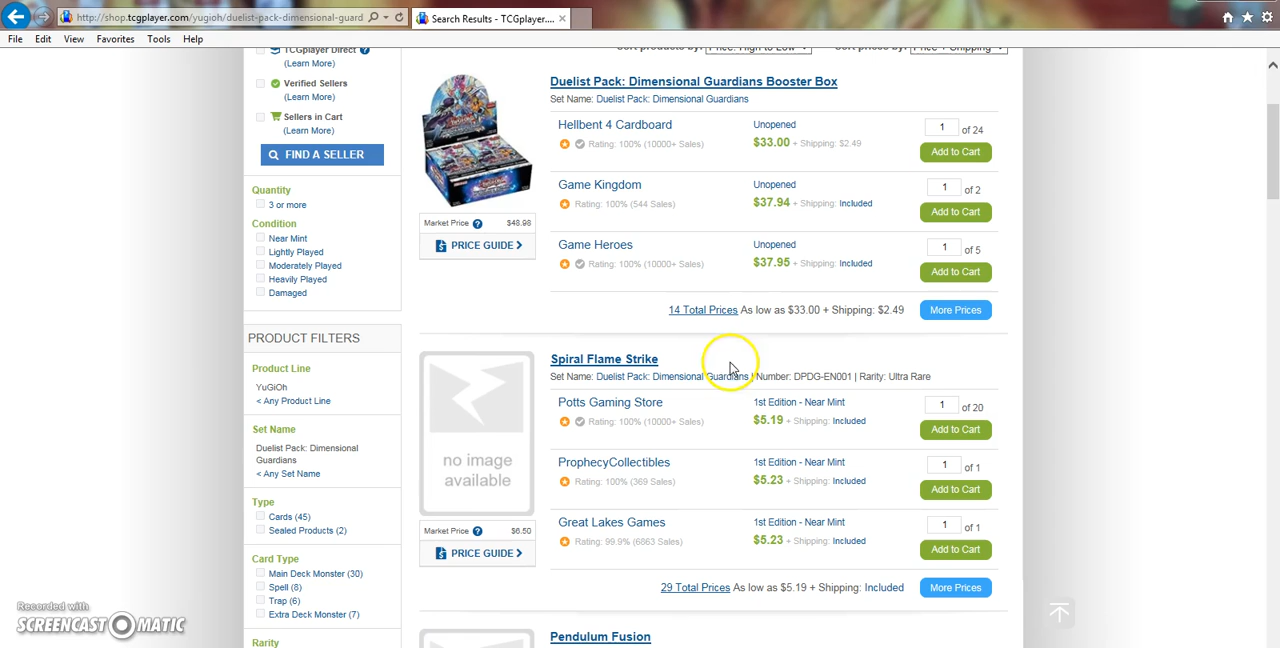 http://shop.tcgplayer.com/yugioh/duelist-pack-dimensional-guard
Search Results - TCGplayer....
File Edit View Favorites Tools Help
TCGplayer Direct
(Learn More)
Verified Sellers
(Learn More)
Sellers in Cart
(Learn More)
FIND A SELLER
Quantity
3 or more
Condition
Near Mint
Lightly Played
Moderately Played
Heavily Played
Damaged
PRODUCT FILTERS
Product Line
YuGiOh
< Any Product Line
Set Name
Duelist Pack: Dimensional
Guardians
< Any Set Name
Type
Cards (45)
Sealed Products (2)
Card Type
Main Deck Monster (30)
Spell (8)
Trap (6)
Extra Deck Monster (7)
Rarity
Sort products by: Price: High to Low Sort prices by: Price + Shipping
Duelist Pack: Dimensional Guardians Booster Box
Set Name: Duelist Pack: Dimensional Guardians
Hellbent 4 Cardboard Unopened 1 of 24
Rating: 100% (10000+ Sales) $33.00 + Shipping: $2.49 Add to Cart
Game Kingdom Unopened 1 of 2
Rating: 100% (544 Sales) $37.94 + Shipping: Included Add to Cart
Market Price ? $48.98
PRICE GUIDE
Game Heroes Unopened 1 of 5
Rating: 100% (10000+ Sales) $37.95 + Shipping: Included Add to Cart
14 Total Prices As low as $33.00 + Shipping: $2.49 More Prices
Spiral Flame Strike
Set Name: Duelist Pack: Dimensional Guardians | Number: DPDG-EN001 | Rarity: Ultra Rare
no image
available
Potts Gaming Store 1st Edition - Near Mint 1 of 20
Rating: 100% (10000+ Sales) $5.19 + Shipping: Included Add to Cart
ProphecyCollectibles 1st Edition - Near Mint 1 of 1
Rating: 100% (369 Sales) $5.23 + Shipping: Included Add to Cart
Market Price ? $6.50
PRICE GUIDE
Great Lakes Games 1st Edition - Near Mint 1 of 1
Rating: 99.9% (6863 Sales) $5.23 + Shipping: Included Add to Cart
29 Total Prices As low as $5.19 + Shipping: Included More Prices
Pendulum Fusion
Recorded with
SCREENCAST-O-MATIC